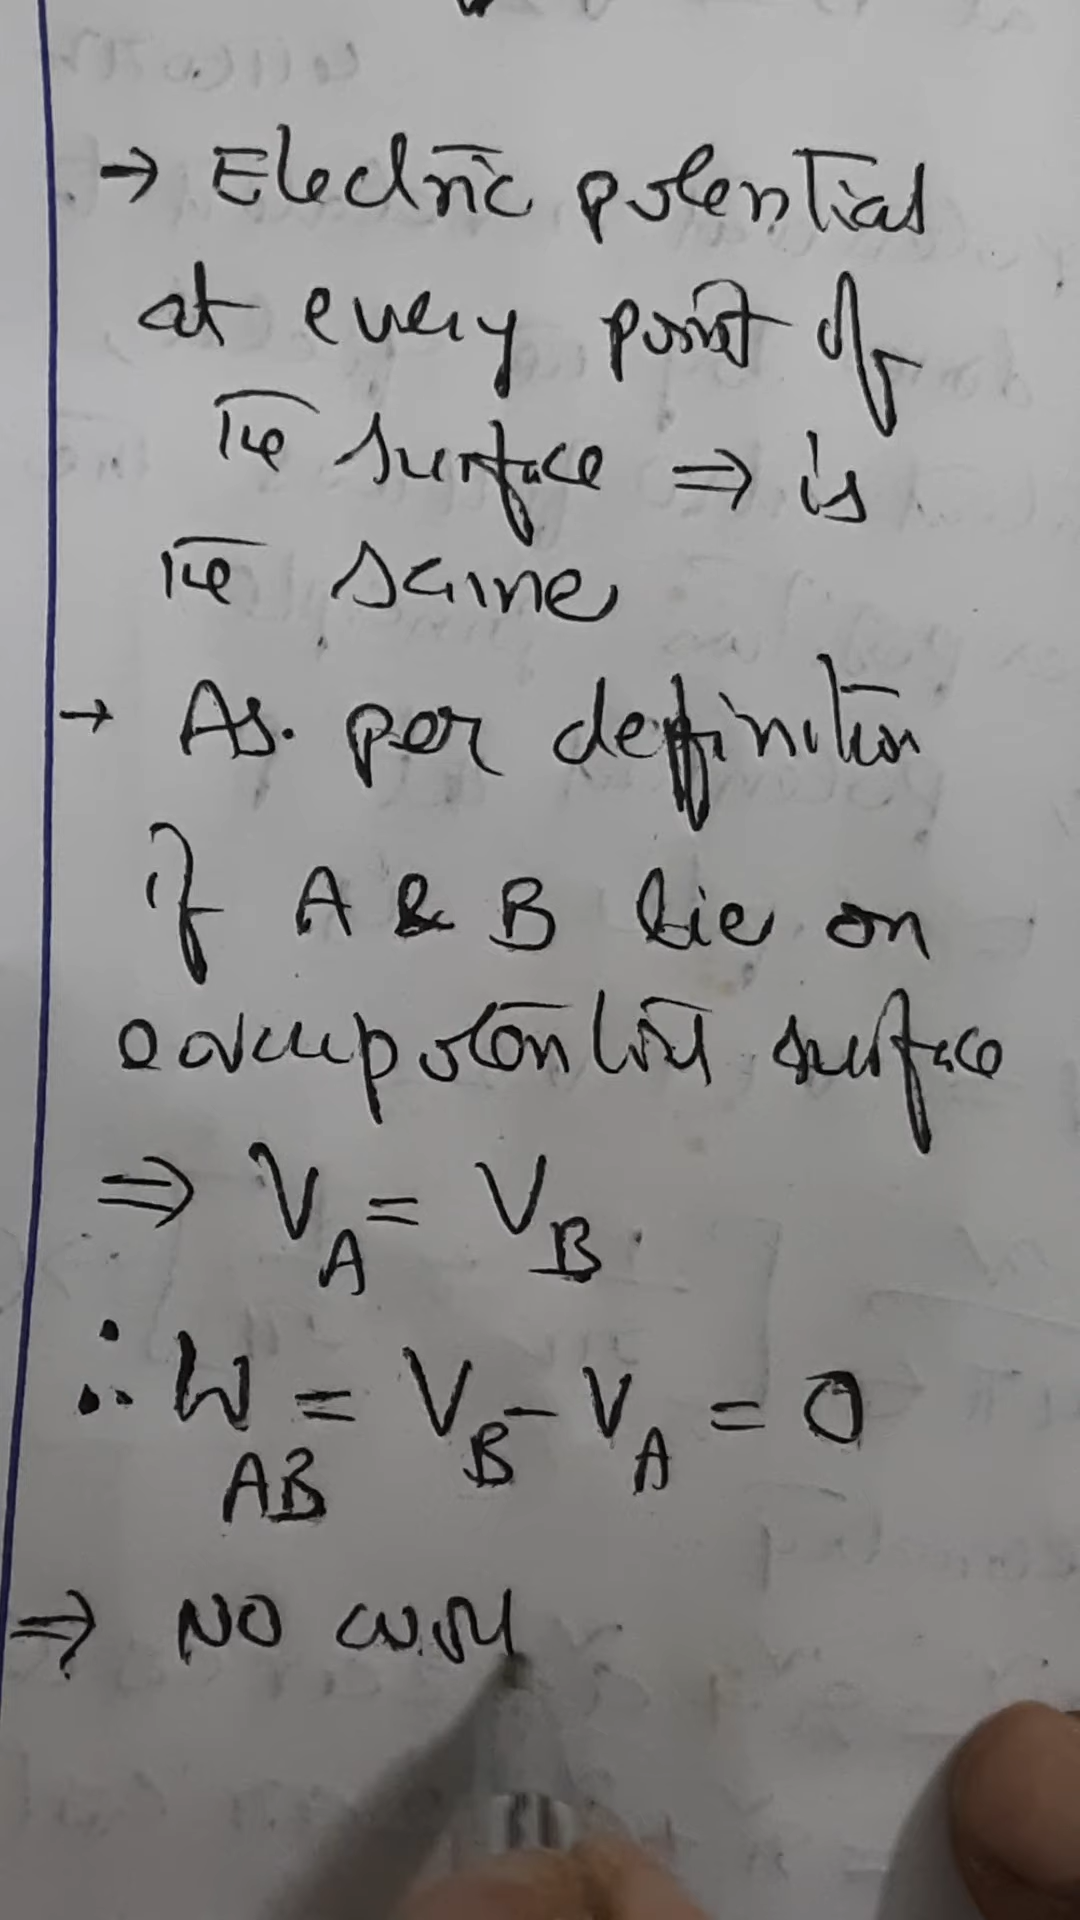 → Electric potential
at every point of
the surface ⇒ is
the same
→ As. per deffinition
if A & B lie on
equipotential surface
⇒ V_A = V_B
∴ W_AB = V_B - V_A = 0
⇒ NO work